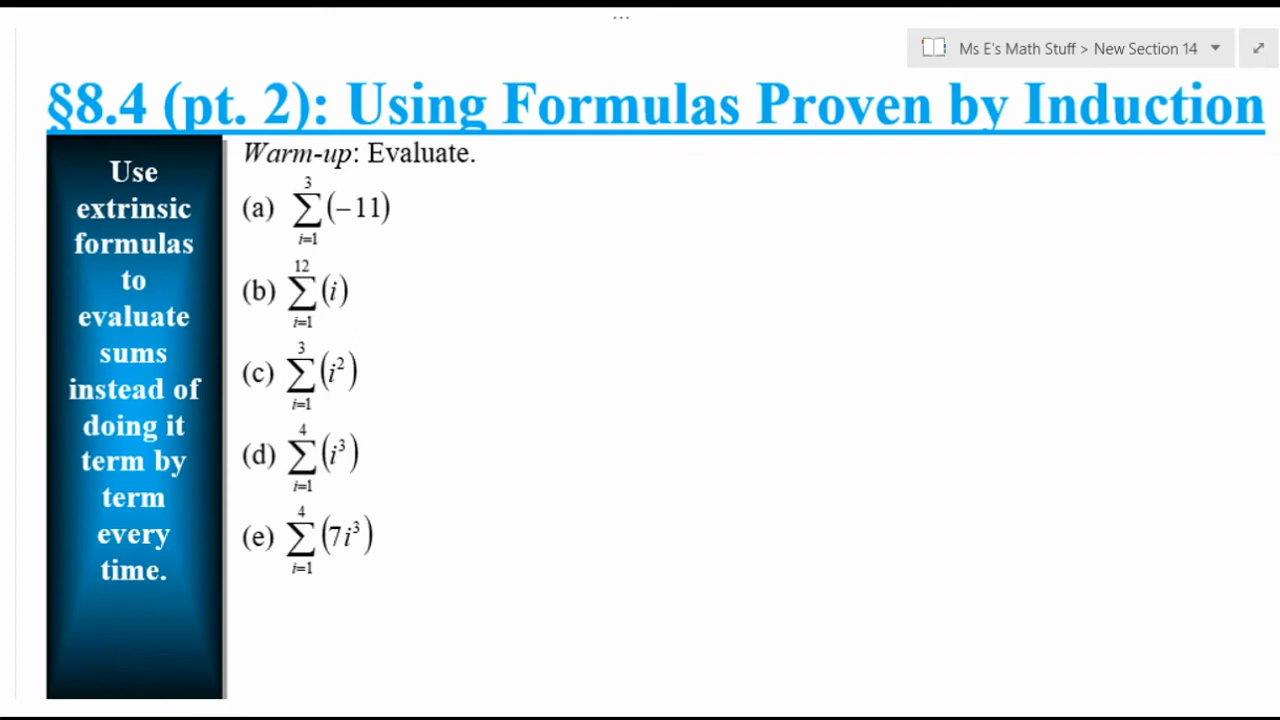 ...
Ms E's Math Stuff > New Section 14
§8.4 (pt. 2): Using Formulas Proven by Induction
Use
extrinsic
formulas
to
evaluate
sums
instead of
doing it
term by
term
every
time.
Warm-up: Evaluate.
(a) ∑_{i=1}^{3} (−11)
(b) ∑_{i=1}^{12} (i)
(c) ∑_{i=1}^{3} (i²)
(d) ∑_{i=1}^{4} (i³)
(e) ∑_{i=1}^{4} (7i³)